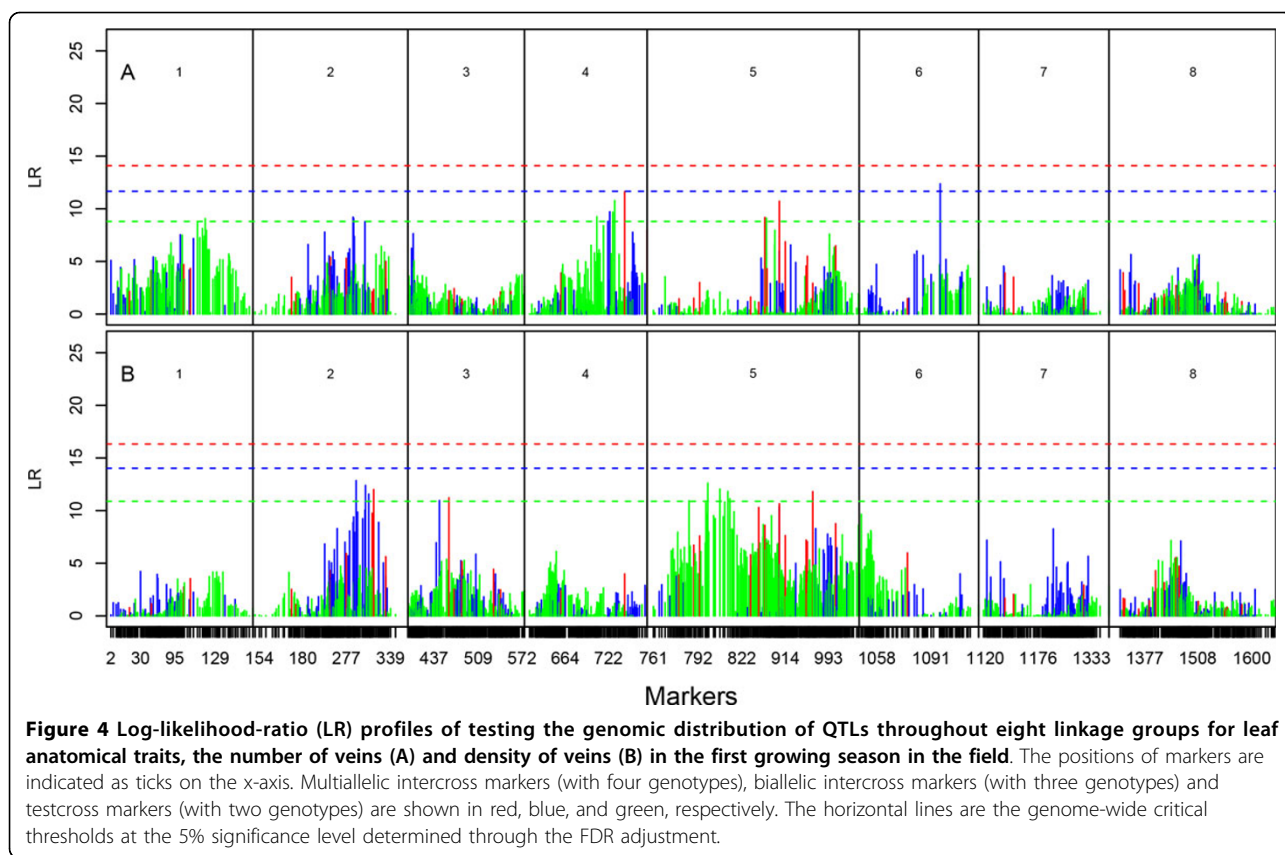 A
1 2 3 4 5 6 7 8
25
20
15
10
5
0
LR
B
1 2 3 4 5 6 7 8
25
20
15
10
5
0
LR
2 30 95 129 154 180 277 339 437 509 572 664 722 761 792 822 914 993 1058 1091 1120 1176 1333 1377 1508 1600
Markers
Figure 4 Log-likelihood-ratio (LR) profiles of testing the genomic distribution of QTLs throughout eight linkage groups for leaf
anatomical traits, the number of veins (A) and density of veins (B) in the first growing season in the field. The positions of markers are
indicated as ticks on the x-axis. Multiallelic intercross markers (with four genotypes), biallelic intercross markers (with three genotypes) and
testcross markers (with two genotypes) are shown in red, blue, and green, respectively. The horizontal lines are the genome-wide critical
thresholds at the 5% significance level determined through the FDR adjustment.